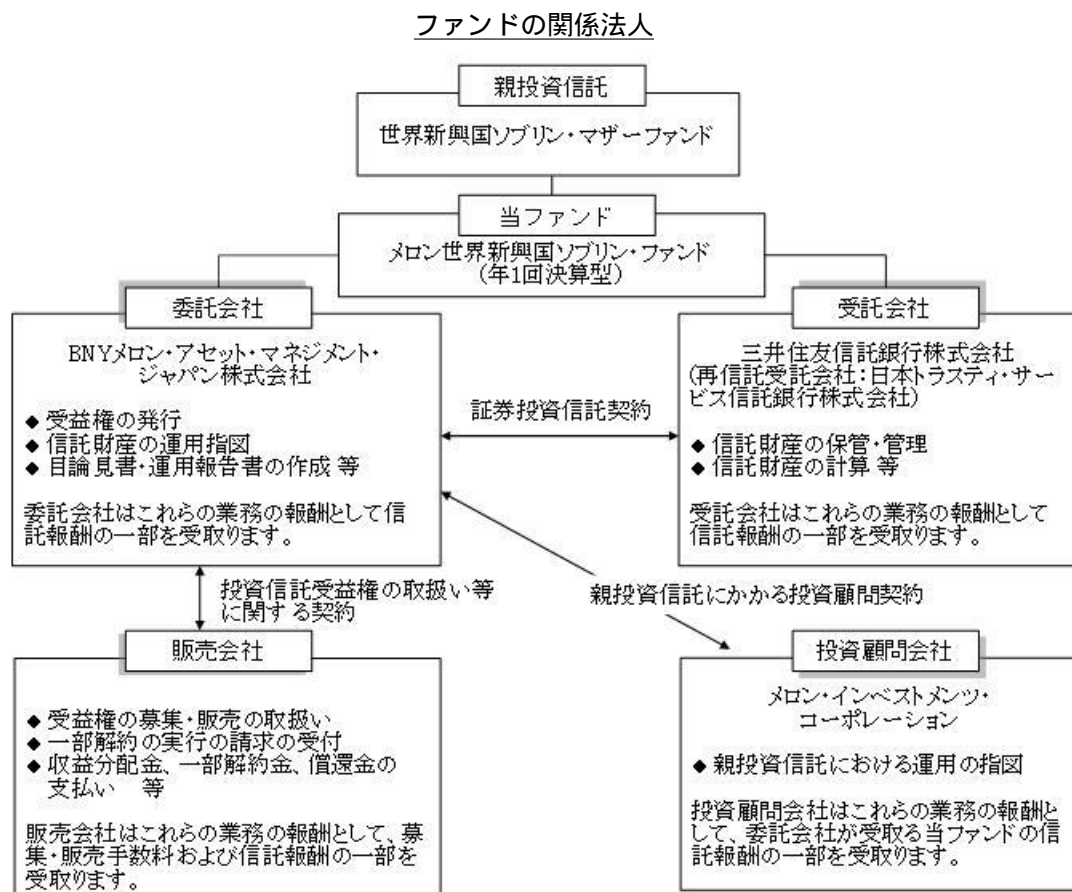 ファンドの関係法人
親投資信託
世界新興国ソブリン・マザーファンド
当ファンド
メロン世界新興国ソブリン・ファンド
(年1回決算型)
委託会社
BNYメロン・アセット・マネジメント・
ジャパン株式会社
◆ 受益権の発行
◆ 信託財産の運用指図
◆ 目論見書・運用報告書の作成 等
委託会社はこれらの業務の報酬として信
託報酬の一部を受取ります。
証券投資信託契約
受託会社
三井住友信託銀行株式会社
(再信託受託会社:日本トラスティ・サー
ビス信託銀行株式会社)
◆ 信託財産の保管・管理
◆ 信託財産の計算 等
受託会社はこれらの業務の報酬として
信託報酬の一部を受取ります。
投資信託受益権の取扱い等
に関する契約
親投資信託にかかる投資顧問契約
販売会社
◆ 受益権の募集・販売の取扱い
◆ 一部解約の実行の請求の受付
◆ 収益分配金、一部解約金、償還金の
支払い 等
販売会社はこれらの業務の報酬として、募
集・販売手数料および信託報酬の一部を
受取ります。
投資顧問会社
メロン・インベストメンツ・
コーポレーション
◆ 親投資信託における運用の指図
投資顧問会社はこれらの業務の報酬と
して、委託会社が受取る当ファンドの信
託報酬の一部を受取ります。